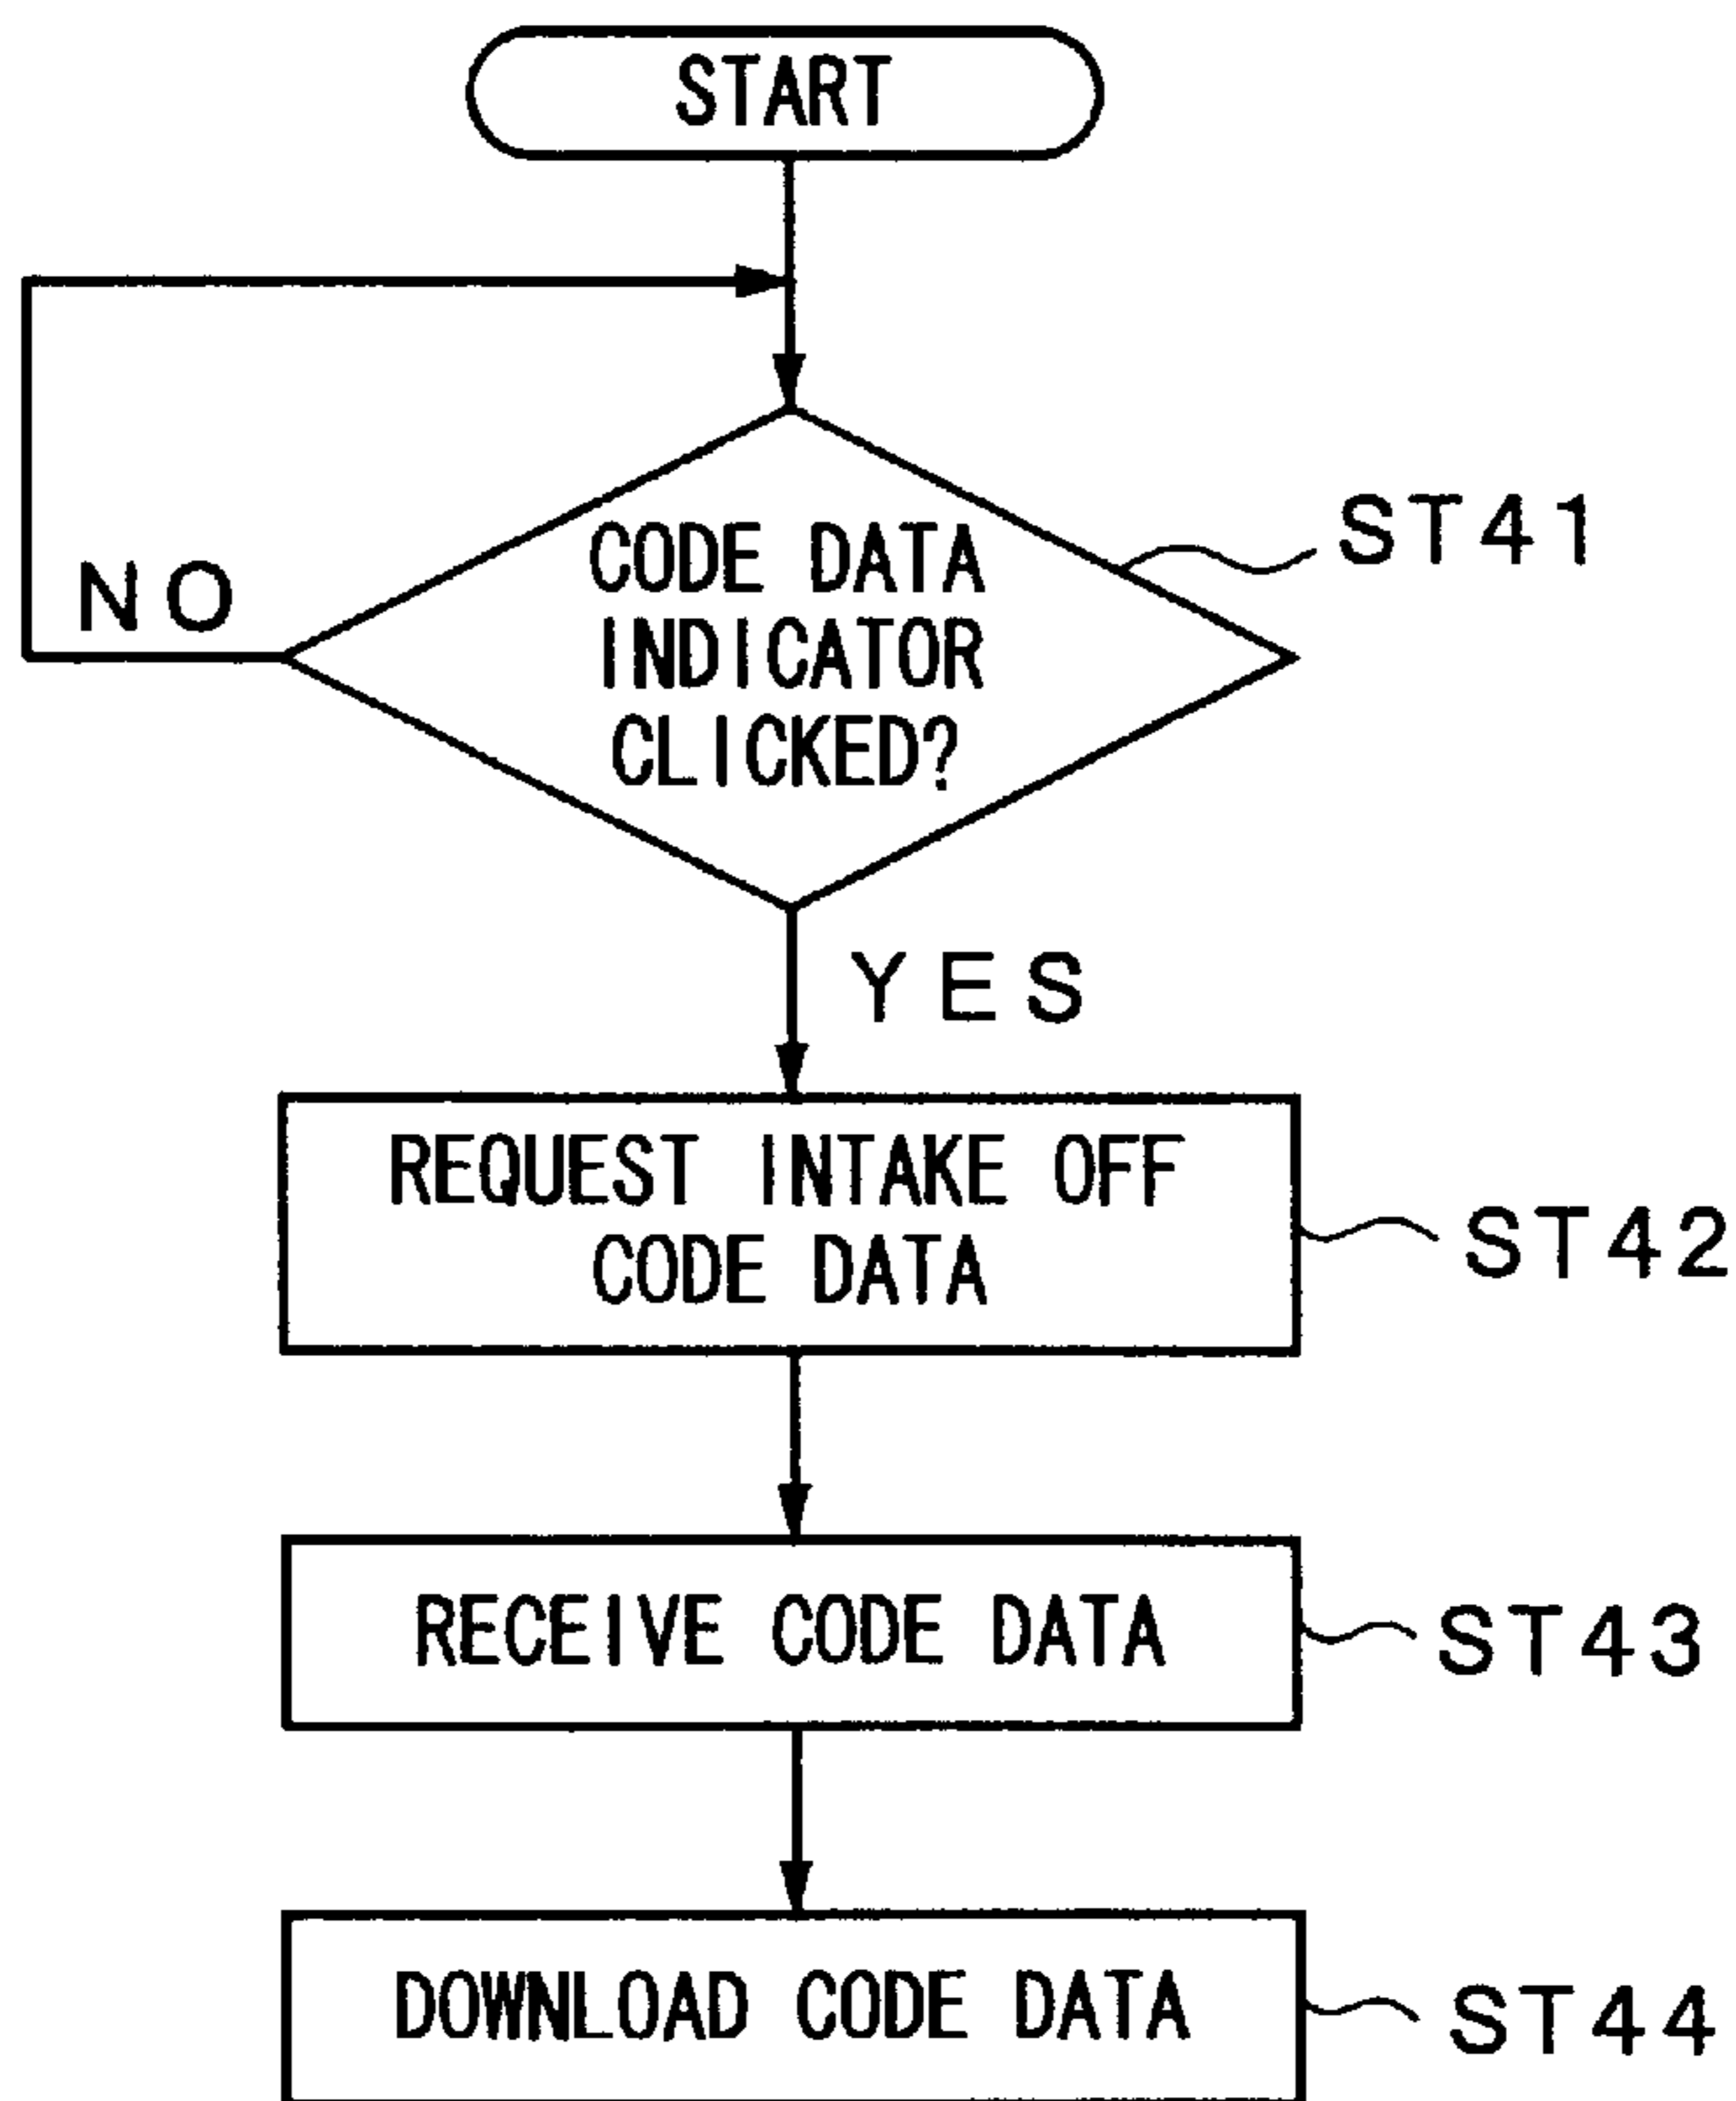 START
CODE DATA
INDICATOR
CLICKED?
ST41
NO
YES
REQUEST INTAKE OFF
CODE DATA
ST42
RECEIVE CODE DATA
ST43
DOWNLOAD CODE DATA
ST44